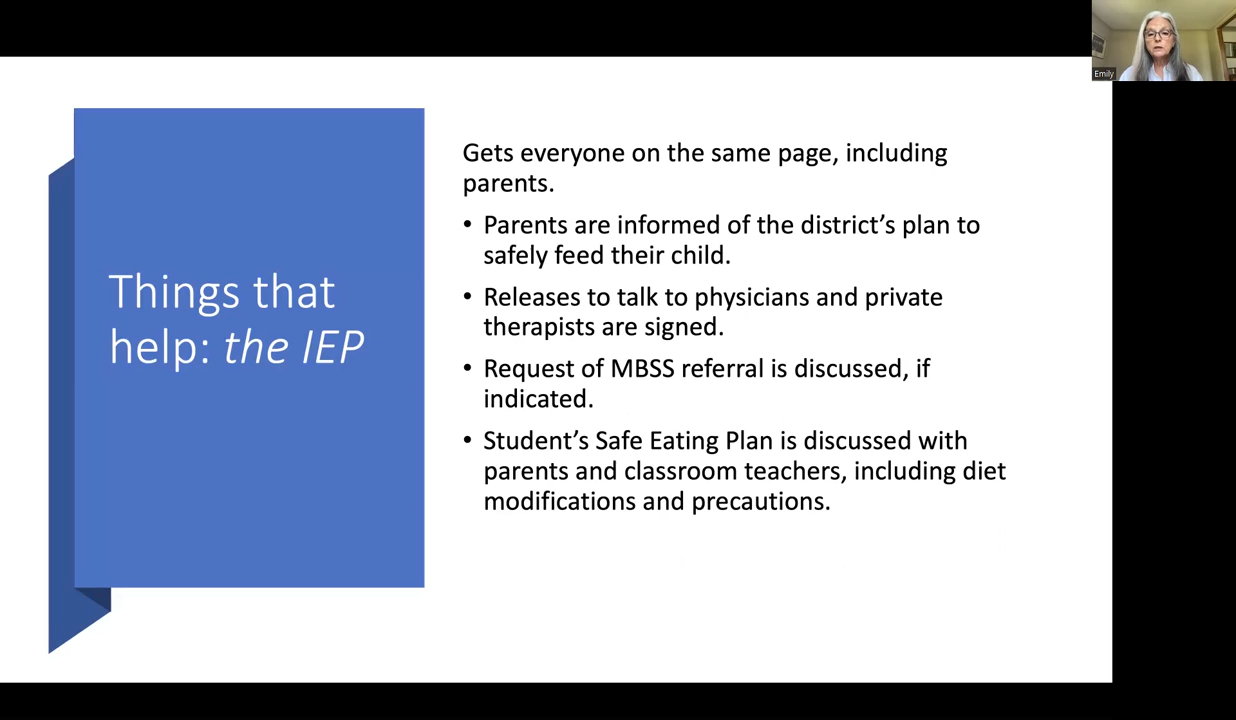 Emily
Things that
help: the IEP
Gets everyone on the same page, including
parents.
• Parents are informed of the district’s plan to
safely feed their child.
• Releases to talk to physicians and private
therapists are signed.
• Request of MBSS referral is discussed, if
indicated.
• Student’s Safe Eating Plan is discussed with
parents and classroom teachers, including diet
modifications and precautions.